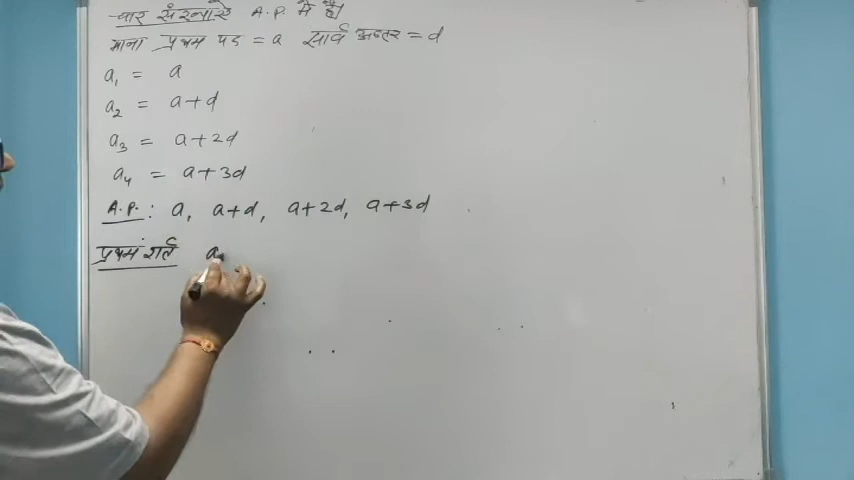 चार संख्याऐ A.P. में है।
माना प्रथम पद = a सार्व अन्तर = d
a₁ = a
a₂ = a+d
a₃ = a+2d
a₄ = a+3d
A.P. : a, a+d, a+2d, a+3d
प्रथम शर्त a